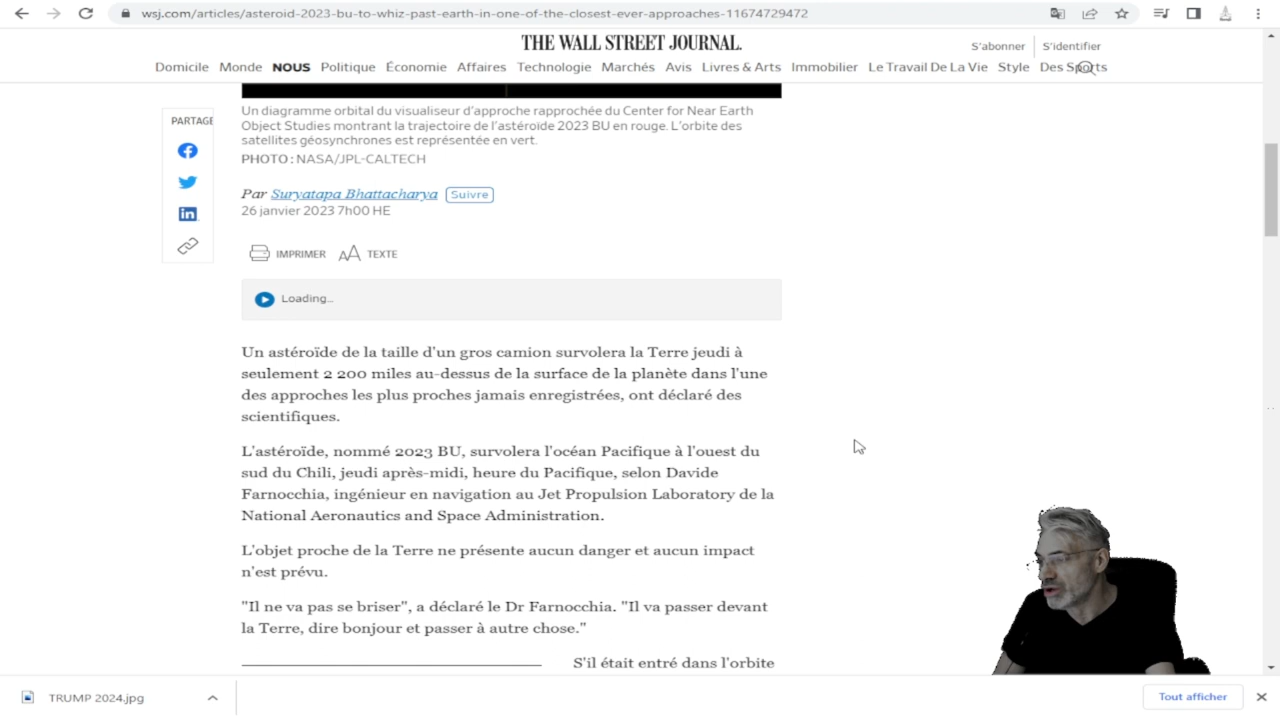 wsj.com/articles/asteroid-2023-bu-to-whiz-past-earth-in-one-of-the-closest-ever-approaches-11674729472
THE WALL STREET JOURNAL.
S'abonner S'identifier
Domicile Monde NOUS Politique Économie Affaires Technologie Marchés Avis Livres & Arts Immobilier Le Travail De La Vie Style Des Sports
PARTAGE
Un diagramme orbital du visualiseur d'approche rapprochée du Center for Near Earth
Object Studies montrant la trajectoire de l'astéroïde 2023 BU en rouge. L'orbite des
satellites géosynchrones est représentée en vert.
PHOTO : NASA/JPL-CALTECH
Par Suryatapa Bhattacharya Suivre
26 janvier 2023 7h00 HE
IMPRIMER AA TEXTE
Loading...
Un astéroïde de la taille d'un gros camion survolera la Terre jeudi à
seulement 2 200 miles au-dessus de la surface de la planète dans l'une
des approches les plus proches jamais enregistrées, ont déclaré des
scientifiques.
L'astéroïde, nommé 2023 BU, survolera l'océan Pacifique à l'ouest du
sud du Chili, jeudi après-midi, heure du Pacifique, selon Davide
Farnocchia, ingénieur en navigation au Jet Propulsion Laboratory de la
National Aeronautics and Space Administration.
L'objet proche de la Terre ne présente aucun danger et aucun impact
n'est prévu.
"Il ne va pas se briser", a déclaré le Dr Farnocchia. "Il va passer devant
la Terre, dire bonjour et passer à autre chose."
S'il était entré dans l'orbite
TRUMP 2024.jpg
Tout afficher